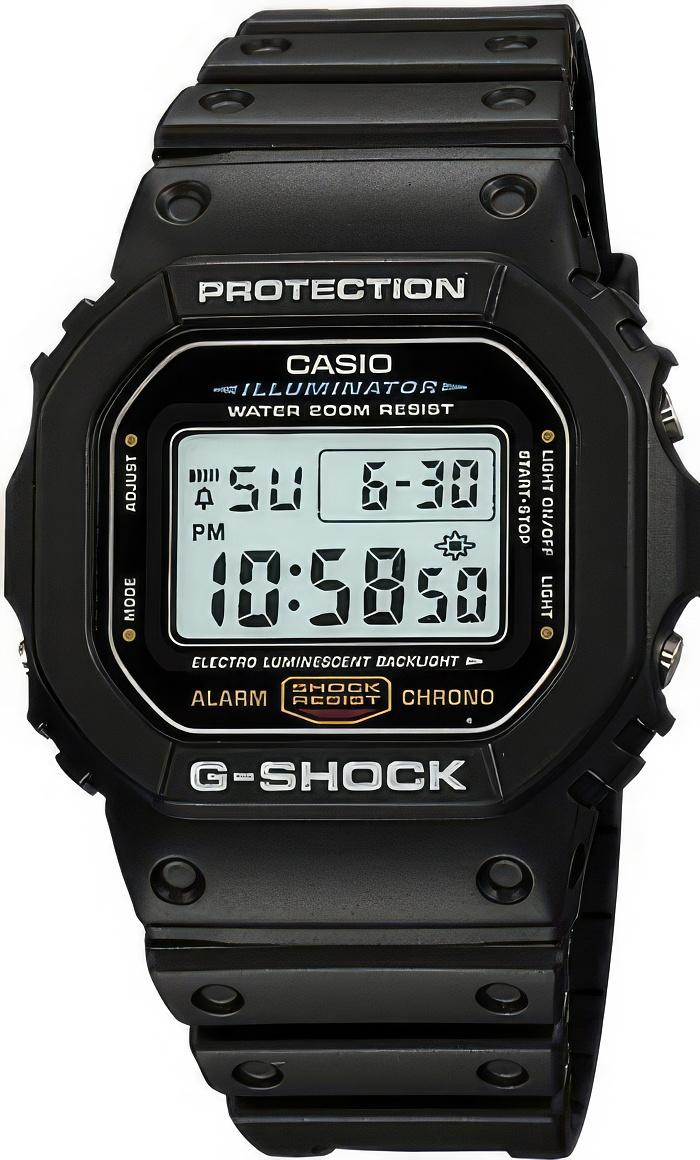 PROTECTION
CASIO
ILLUMINATOR
WATER 200M RESIST
ADJUST
SU 6-30
LIGHT ON/OFF
START·STOP
PM
10:58 50
MODE
LIGHT
ELECTRO LUMINESCENT BACKLIGHT
ALARM SHOCK RESIST CHRONO
G-SHOCK